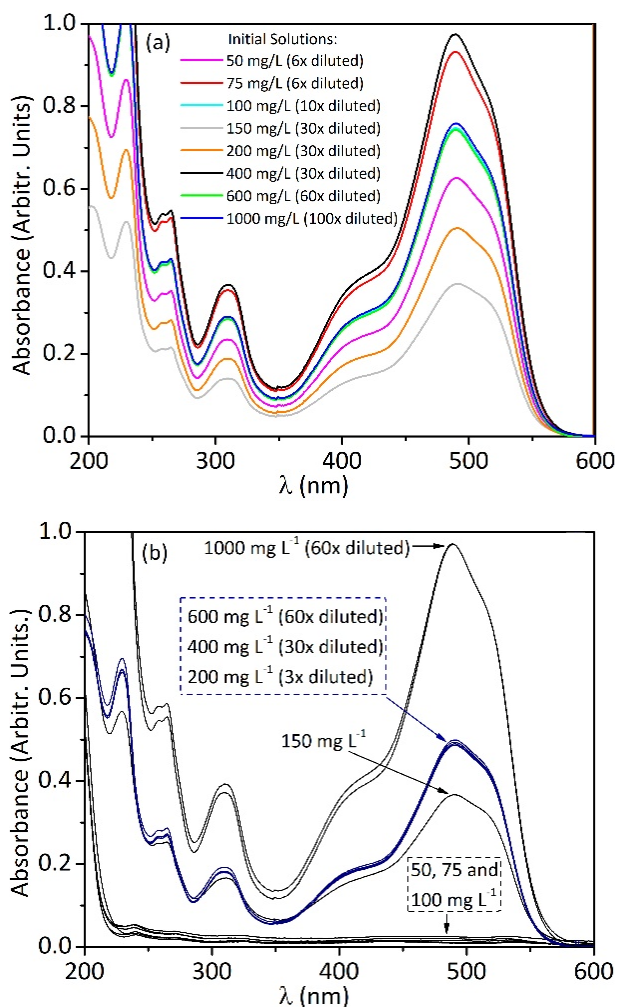 1.0
0.8
0.6
0.4
0.2
0.0
Absorbance (Arbitr. Units)
(a)
Initial Solutions:
50 mg/L (6x diluted)
75 mg/L (6x diluted)
100 mg/L (10x diluted)
150 mg/L (30x diluted)
200 mg/L (30x diluted)
400 mg/L (30x diluted)
600 mg/L (60x diluted)
1000 mg/L (100x diluted)
200 300 400 500 600
λ (nm)
1.0
0.8
0.6
0.4
0.2
0.0
Absorbance (Arbitr. Units.)
(b)
1000 mg L⁻¹ (60x diluted)
600 mg L⁻¹ (60x diluted)
400 mg L⁻¹ (30x diluted)
200 mg L⁻¹ (3x diluted)
150 mg L⁻¹
50, 75 and
100 mg L⁻¹
200 300 400 500 600
λ (nm)